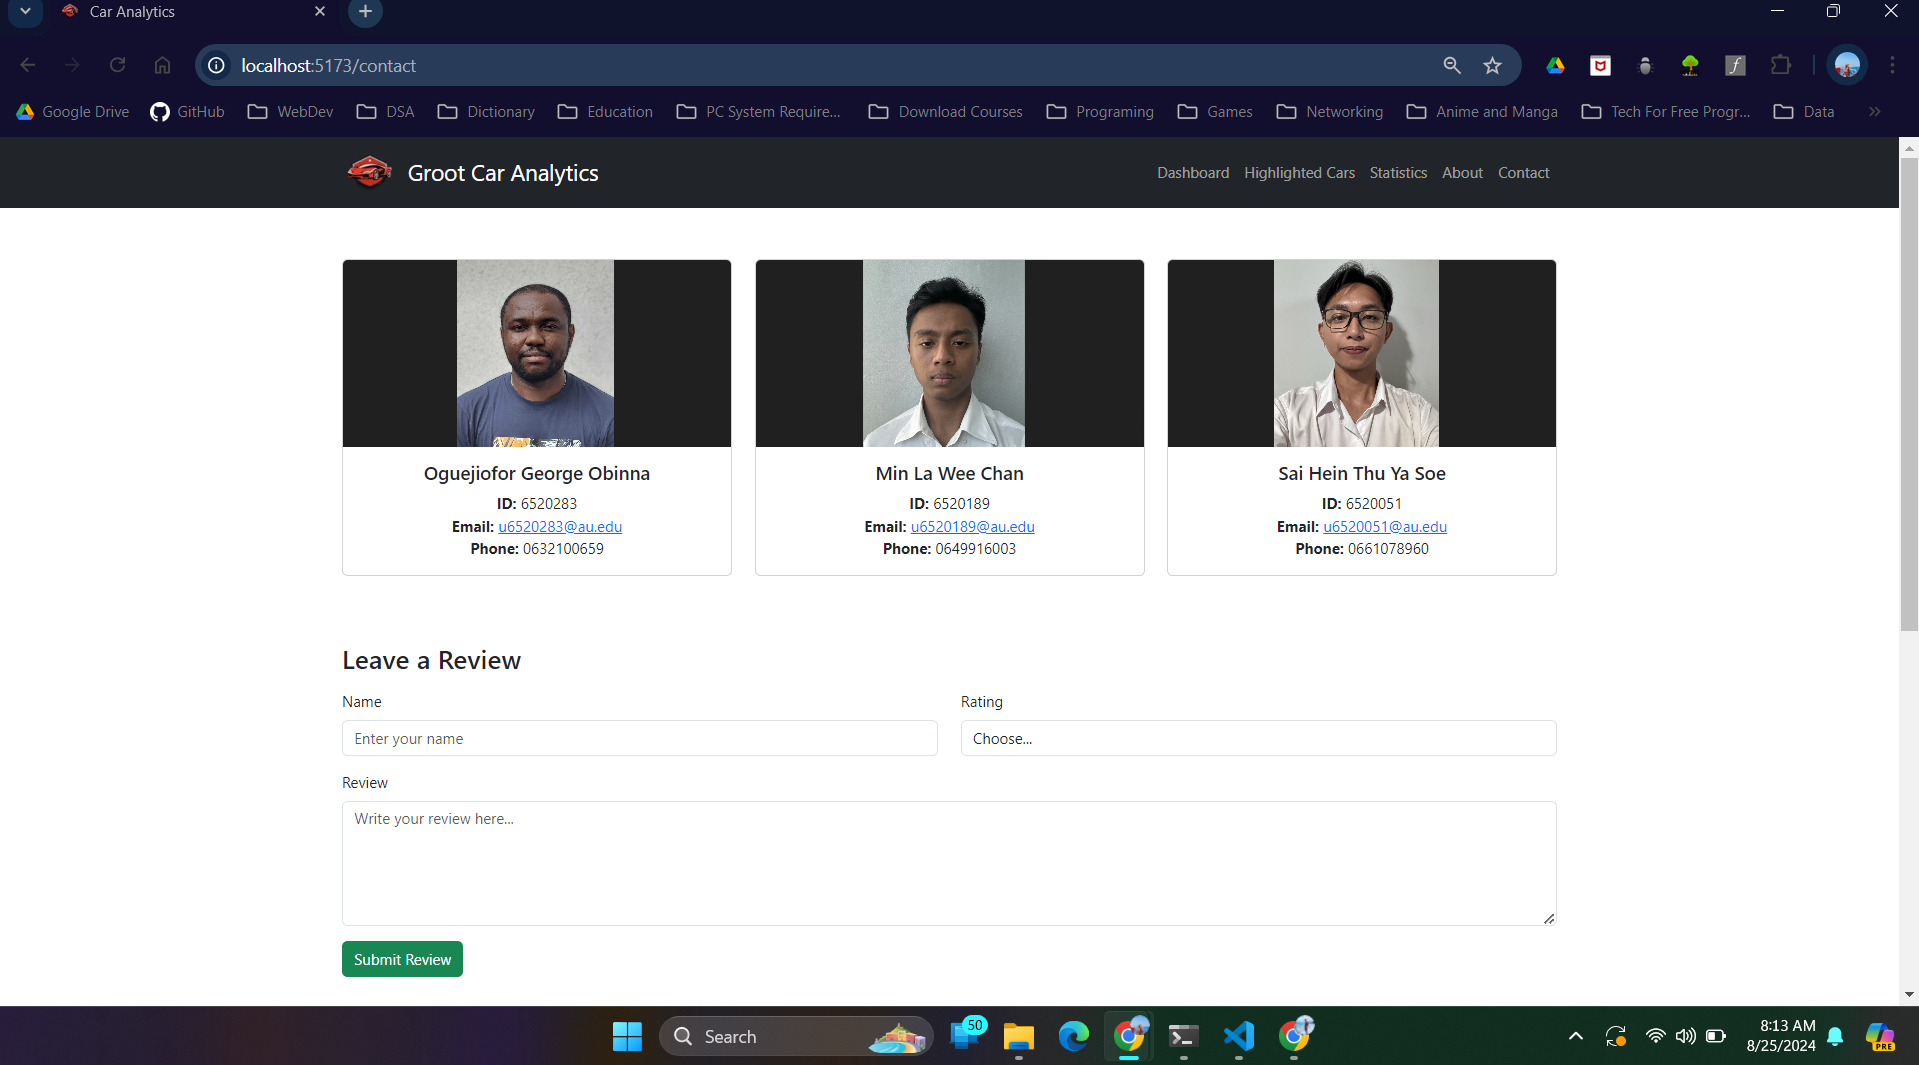 Car Analytics
localhost:5173/contact
Google Drive GitHub WebDev DSA Dictionary Education PC System Require... Download Courses Programing Games Networking Anime and Manga Tech For Free Progr... Data »
Groot Car Analytics Dashboard Highlighted Cars Statistics About Contact
Oguejiofor George Obinna
ID: 6520283
Email: u6520283@au.edu
Phone: 0632100659
Min La Wee Chan
ID: 6520189
Email: u6520189@au.edu
Phone: 0649916003
Sai Hein Thu Ya Soe
ID: 6520051
Email: u6520051@au.edu
Phone: 0661078960
Leave a Review
Name
Enter your name
Rating
Choose...
Review
Write your review here...
Submit Review
Search
50
8:13 AM
8/25/2024
PRE